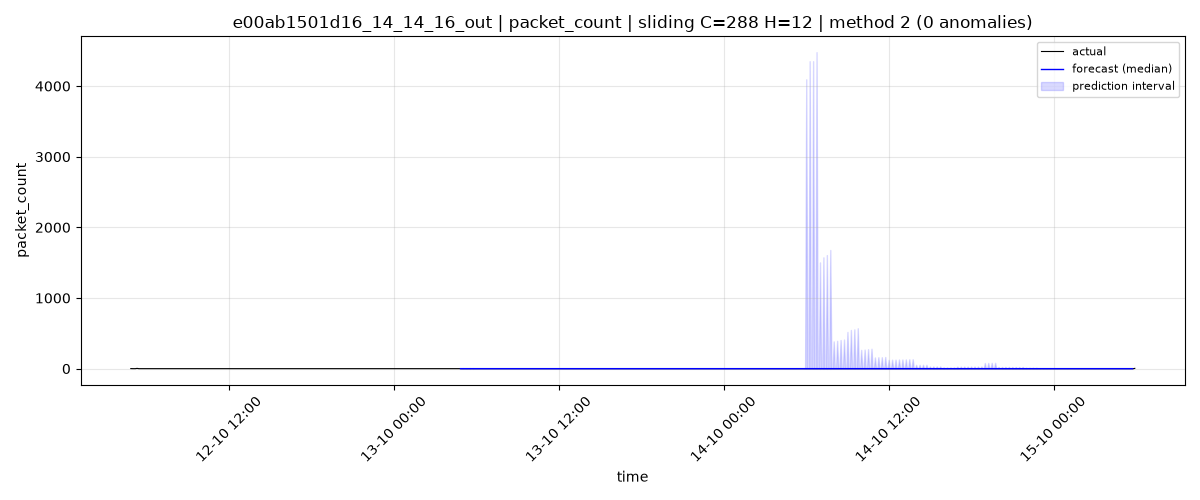 e00ab1501d16_14_14_16_out | packet_count | sliding C=288 H=12 | method 2 (0 anomalies)
actual
forecast (median)
prediction interval
packet_count
4000
3000
2000
1000
0
12-10 12:00
13-10 00:00
13-10 12:00
14-10 00:00
14-10 12:00
15-10 00:00
time